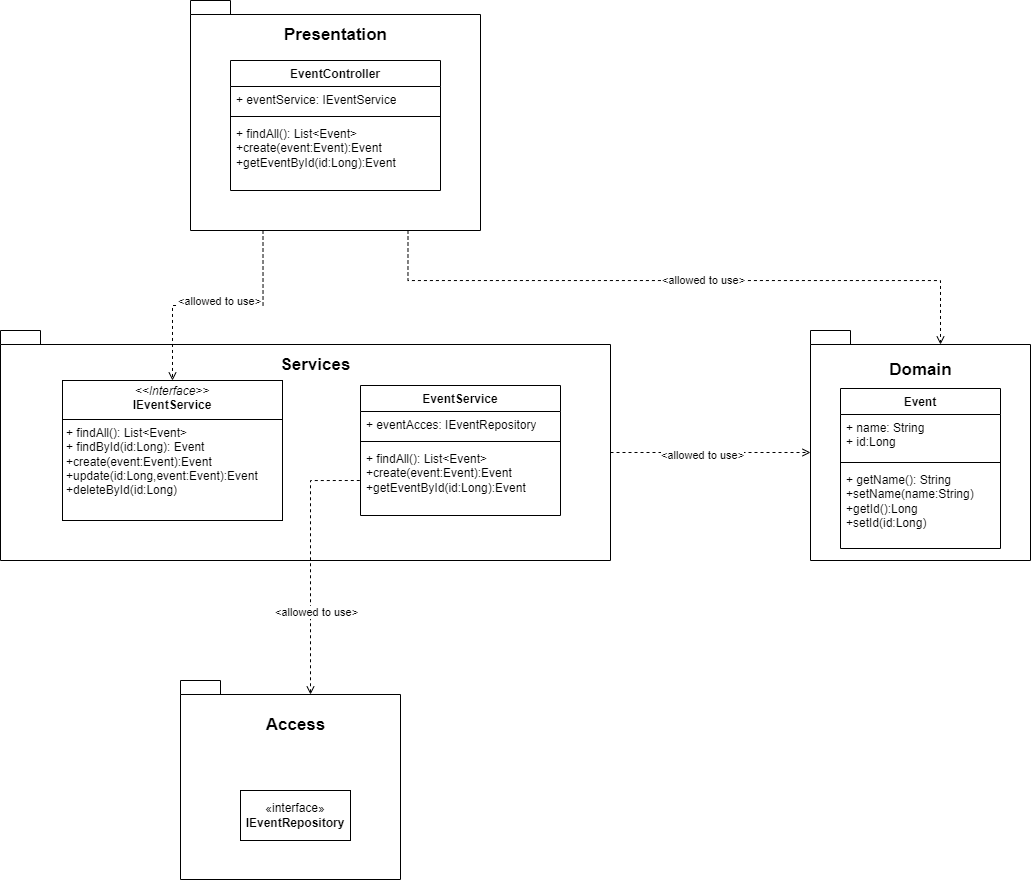 Presentation
EventController
+ eventService: IEventService
+ findAll(): List<Event>
+create(event:Event):Event
+getEventById(id:Long):Event
<allowed to use>
<allowed to use>
Services
<<Interface>>
IEventService
+ findAll(): List<Event>
+ findById(id:Long): Event
+create(event:Event):Event
+update(id:Long,event:Event):Event
+deleteById(id:Long)
EventService
+ eventAcces: IEventRepository
+ findAll(): List<Event>
+create(event:Event):Event
+getEventById(id:Long):Event
<allowed to use>
Domain
Event
+ name: String
+ id:Long
+ getName(): String
+setName(name:String)
+getId():Long
+setId(id:Long)
<allowed to use>
Access
«interface»
IEventRepository